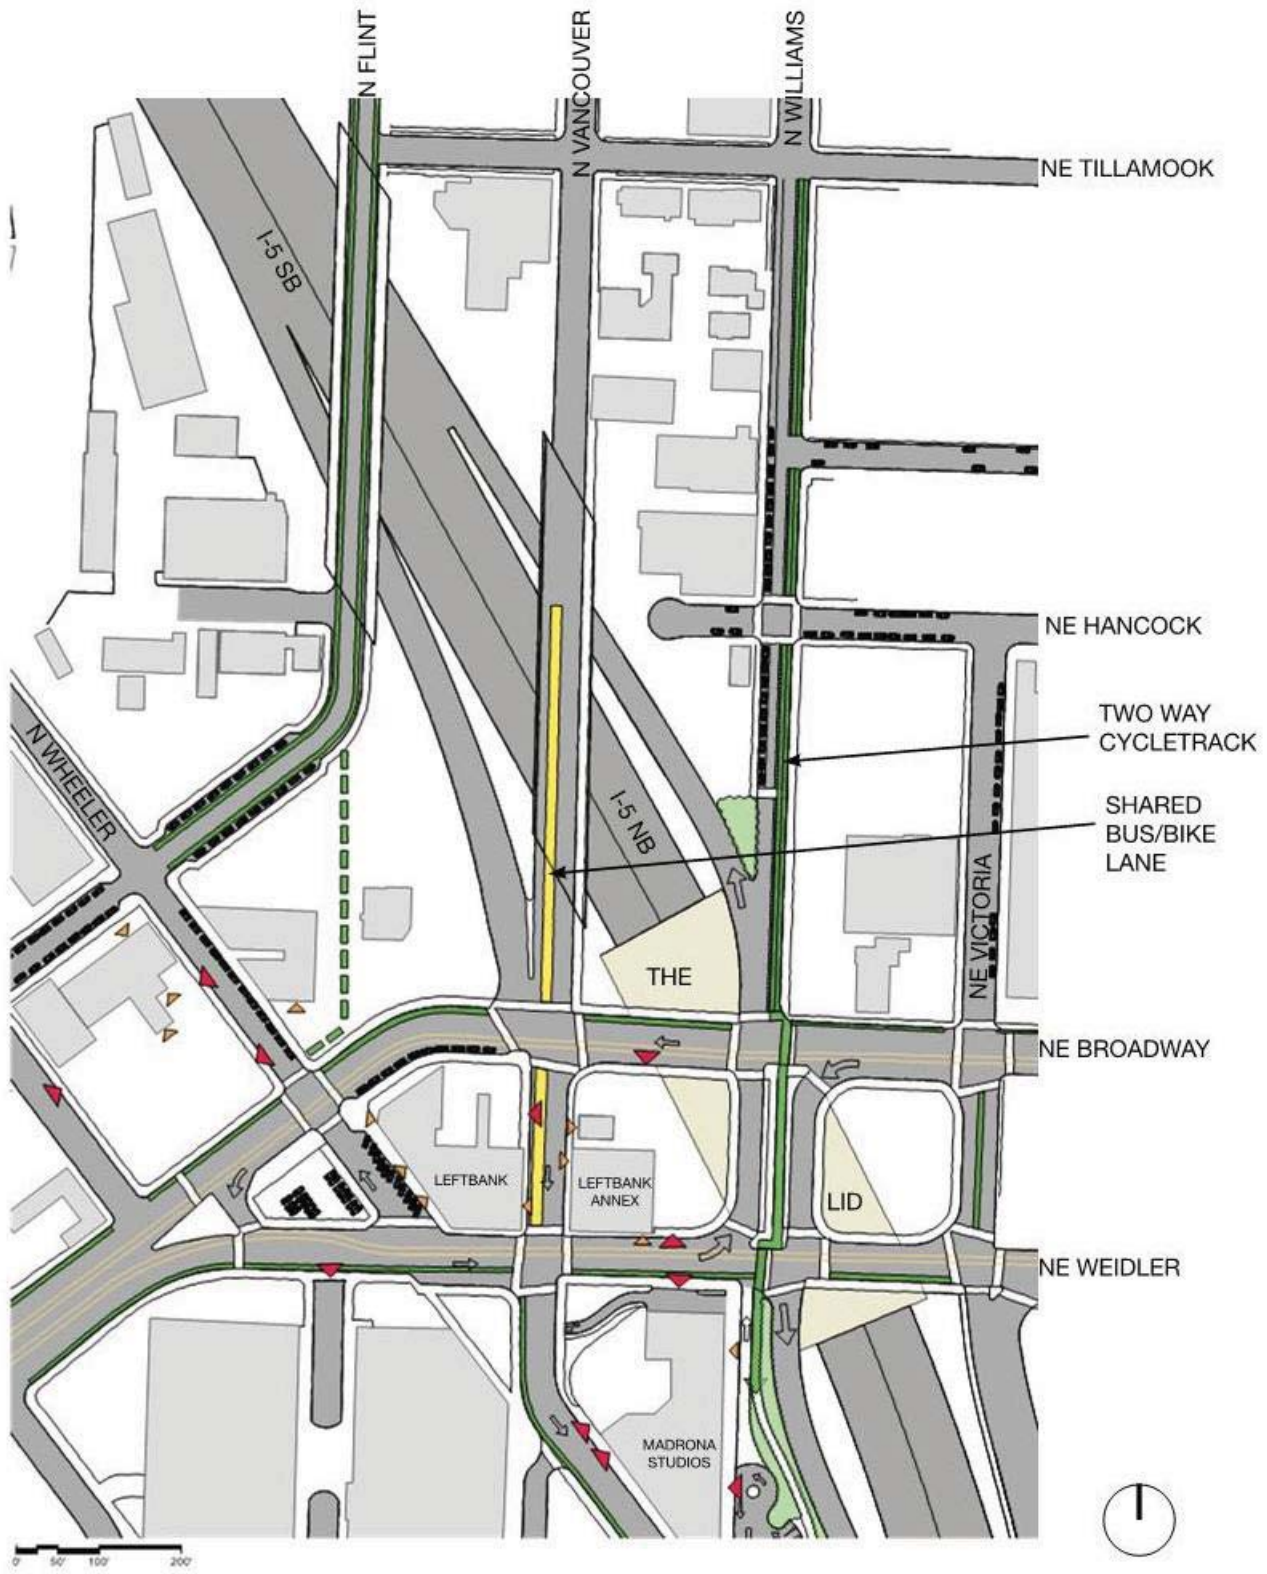 N FLINT
N VANCOUVER
N WILLIAMS
NE TILLAMOOK
I-5 SB
NE HANCOCK
TWO WAY
CYCLETRACK
N WHEELER
I-5 NB
SHARED
BUS/BIKE
LANE
NE VICTORIA
THE
NE BROADWAY
LEFTBANK
LEFTBANK
ANNEX
LID
NE WEIDLER
MADRONA
STUDIOS
0' 50' 100' 200'